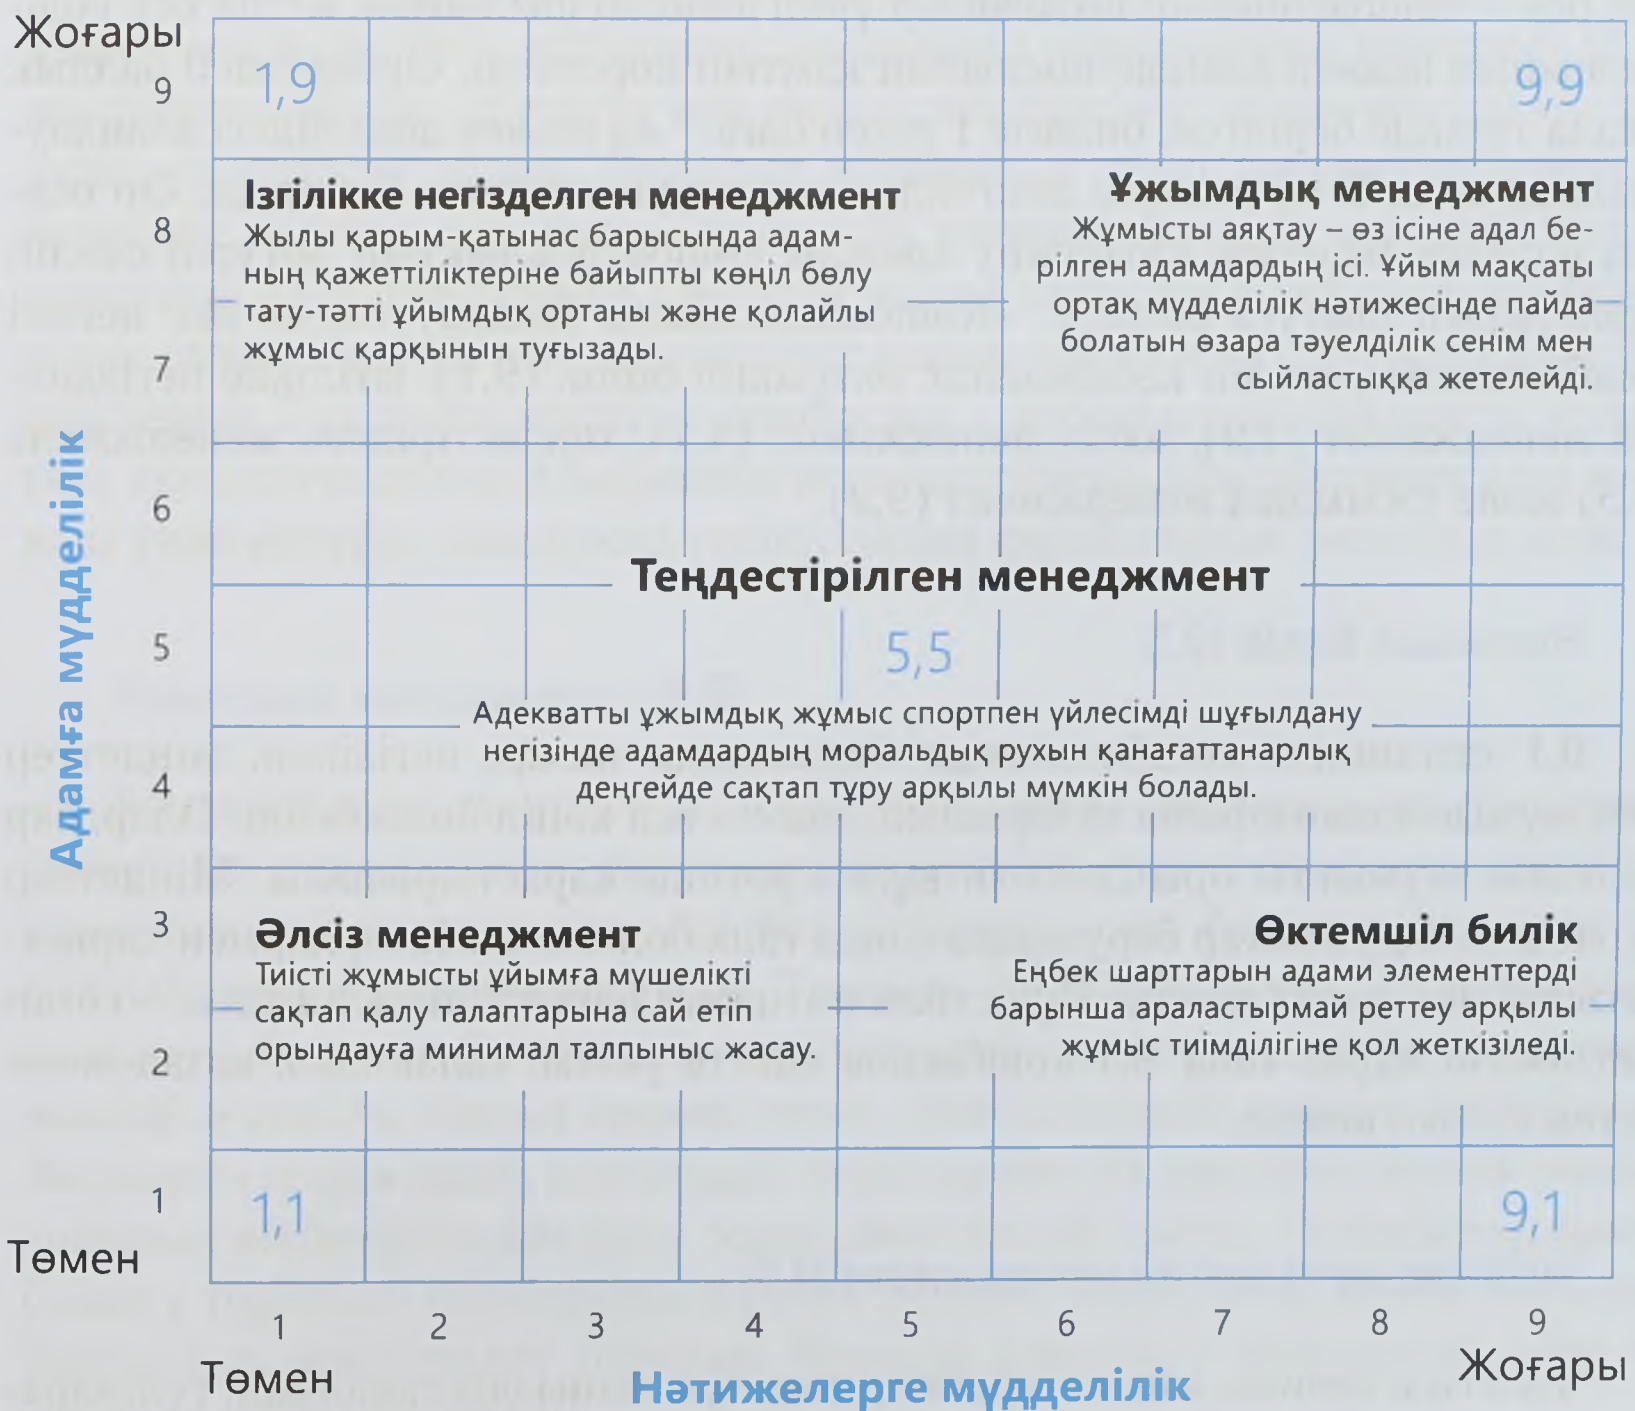 Жоғары
9
1,9
9,9
Ізгілікке негізделген менеджмент
Жылы қарым-қатынас барысында адам-
ның қажеттіліктеріне байыпты көңіл бөлу
тату-тәтті ұйымдық ортаны және қолайлы
жұмыс қарқынын туғызады.
Ұжымдық менеджмент
Жұмысты аяқтау – өз ісіне адал бе-
рілген адамдардың ісі. Ұйым мақсаты
ортақ мүдделілік нәтижесінде пайда
болатын өзара тәуелділік сенім мен
сыйластыққа жетелейді.
8
7
6
Адамға мүдделілік
Теңдестірілген менеджмент
5
5,5
Адекватты ұжымдық жұмыс спортпен үйлесімді шұғылдану
негізінде адамдардың моральдық рухын қанағаттанарлық
деңгейде сақтап тұру арқылы мүмкін болады.
4
3
Әлсіз менеджмент
Тиісті жұмысты ұйымға мүшелікті
сақтап қалу талаптарына сай етіп
орындауға минимал талпыныс жасау.
Өктемшіл билік
Еңбек шарттарын адами элементтерді
барынша араластырмай реттеу арқылы
жұмыс тиімділігіне қол жеткізіледі.
2
1
1,1
9,1
Төмен
1 2 3 4 5 6 7 8 9
Төмен
Нәтижелерге мүдделілік
Жоғары